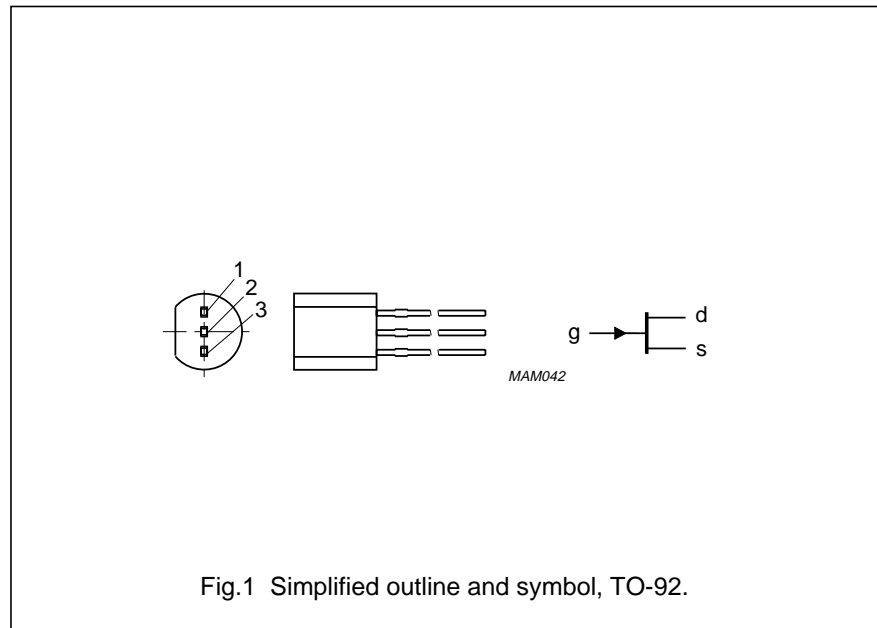 1
2
3
g
d
s
MAM042
Fig.1 Simplified outline and symbol, TO-92.